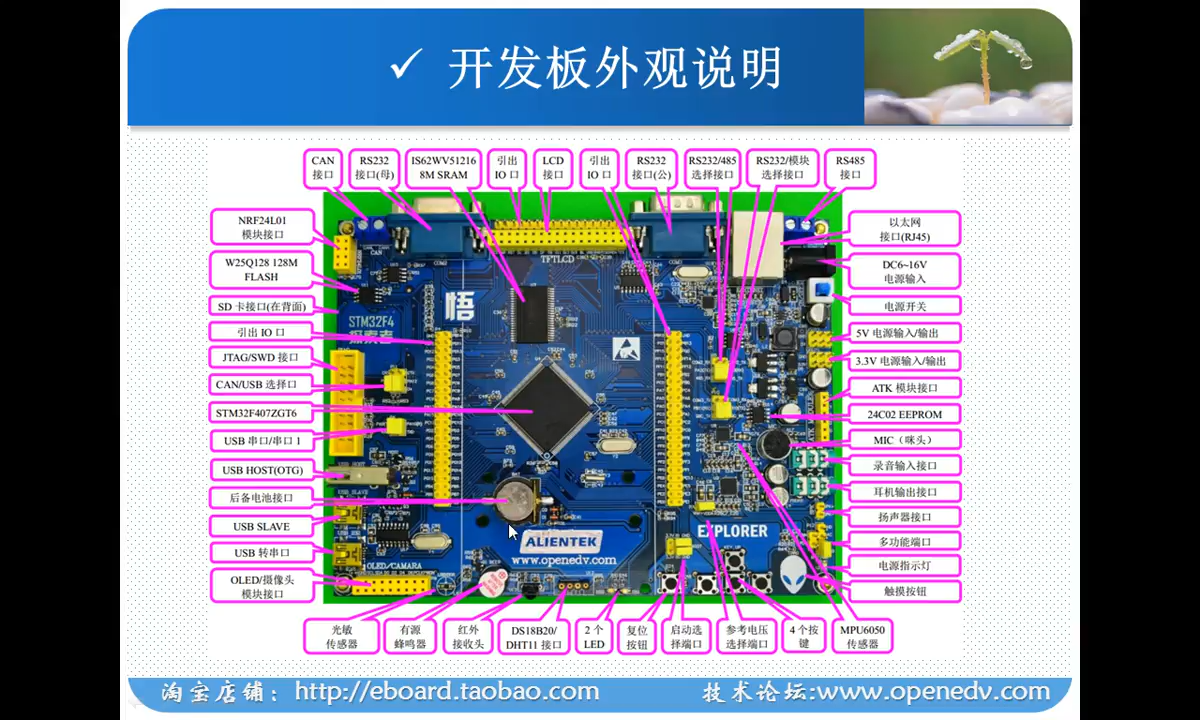 ✓ 开发板外观说明
CAN
接口
RS232
接口(母)
IS62WV51216
8M SRAM
引出
IO 口
LCD
接口
引出
IO 口
RS232
接口(公)
RS232/485
选择接口
RS232/模块
选择接口
RS485
接口
NRF24L01
模块接口
W25Q128 128M
FLASH
SD 卡接口(在背面)
引出 IO 口
JTAG/SWD 接口
CAN/USB 选择口
STM32F407ZGT6
USB 串口/串口 1
USB HOST(OTG)
后备电池接口
USB SLAVE
USB 转串口
OLED/摄像头
模块接口
以太网
接口(RJ45)
DC6~16V
电源输入
电源开关
5V 电源输入/输出
3.3V 电源输入/输出
ATK 模块接口
24C02 EEPROM
MIC（咪头）
录音输入接口
耳机输出接口
扬声器接口
多功能端口
电源指示灯
触摸按钮
CAN
TFTLCD
悟
STM32F4
探索者
USB_SLAVE
OLED/CAMARA
ALIENTEK
www.openedv.com
EXPLORER
光敏
传感器
有源
蜂鸣器
红外
接收头
DS18B20/
DHT11 接口
2 个
LED
复位
按钮
启动选
择端口
参考电压
选择端口
4 个按
键
MPU6050
传感器
淘宝店铺：http://eboard.taobao.com
技术论坛:www.openedv.com